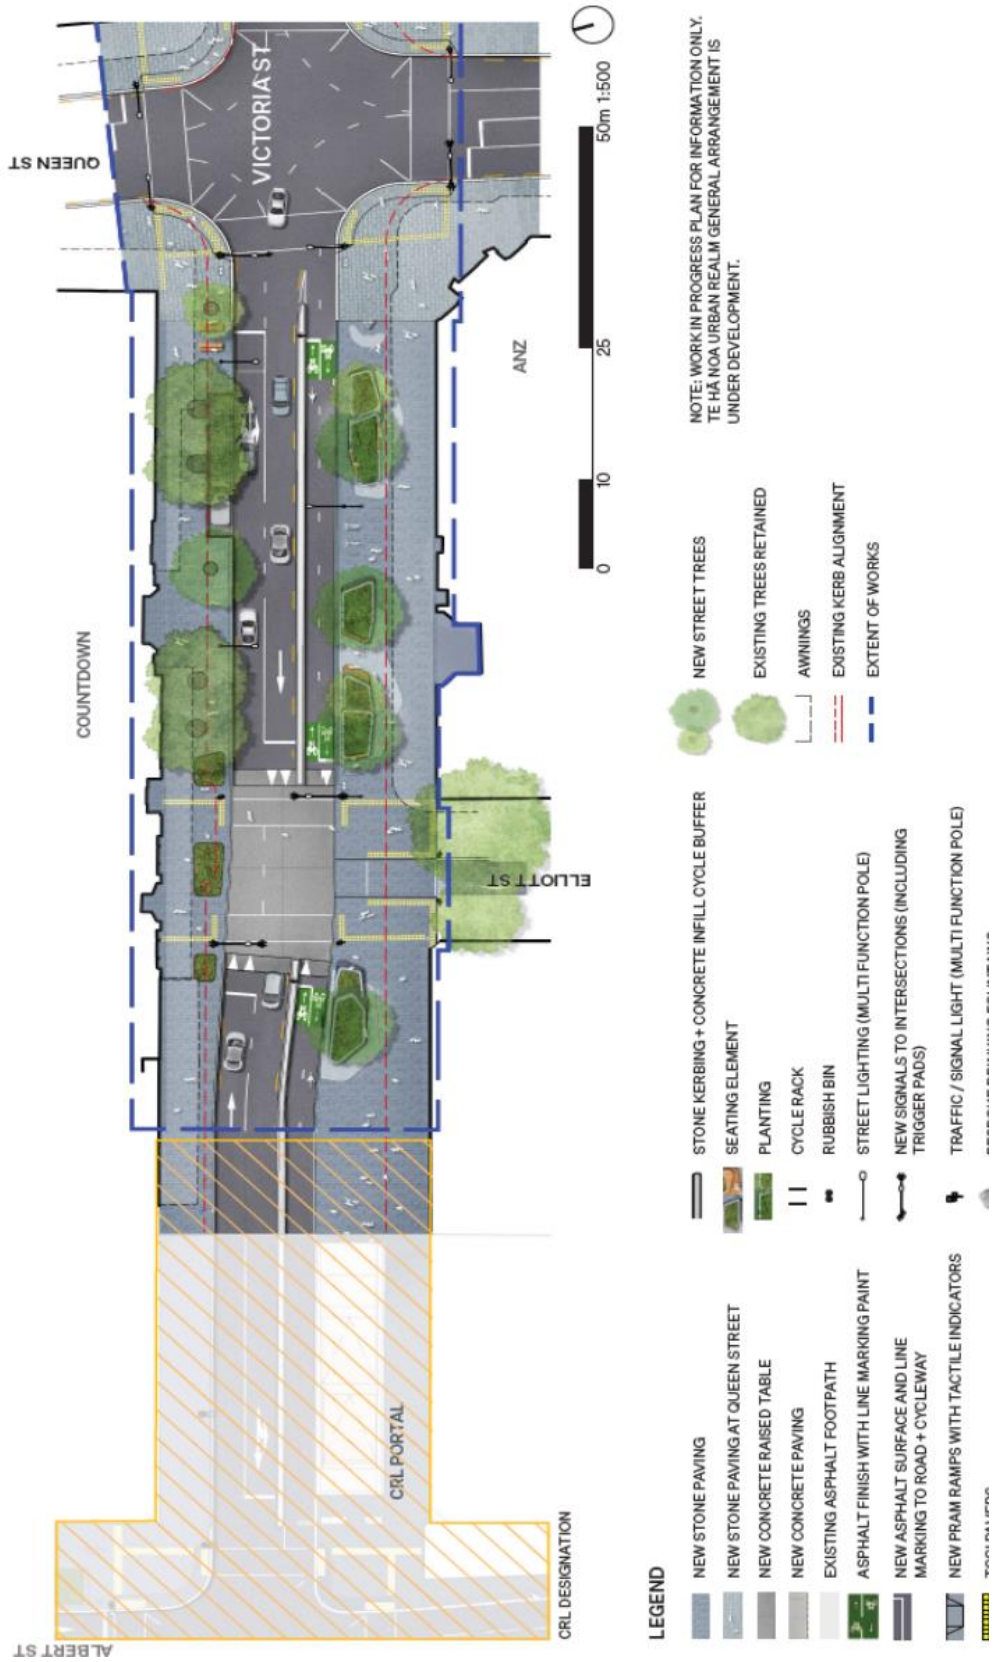 QUEEN ST
VICTORIA ST
COUNTDOWN
ANZ
ELLIOTT ST
CRL PORTAL
ALBERT ST
CRL DESIGNATION
0
10
25
50m 1:500
NOTE: WORK IN PROGRESS PLAN FOR INFORMATION ONLY.
TE HĀ NOA URBAN REALM GENERAL ARRANGEMENT IS
UNDER DEVELOPMENT.
LEGEND
NEW STONE PAVING
NEW STONE PAVING AT QUEEN STREET
NEW CONCRETE RAISED TABLE
NEW CONCRETE PAVING
EXISTING ASPHALT FOOTPATH
ASPHALT FINISH WITH LINE MARKING PAINT
NEW ASPHALT SURFACE AND LINE
MARKING TO ROAD + CYCLEWAY
NEW PRAM RAMPS WITH TACTILE INDICATORS
STONE KERBING + CONCRETE INFILL CYCLE BUFFER
SEATING ELEMENT
PLANTING
CYCLE RACK
RUBBISH BIN
STREET LIGHTING (MULTI FUNCTION POLE)
NEW SIGNALS TO INTERSECTIONS (INCLUDING
TRIGGER PADS)
TRAFFIC / SIGNAL LIGHT (MULTI FUNCTION POLE)
NEW STREET TREES
EXISTING TREES RETAINED
AWNINGS
EXISTING KERB ALIGNMENT
EXTENT OF WORKS